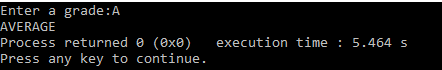 Enter a grade:A
AVERAGE
Process returned 0 (0x0)   execution time : 5.464 s
Press any key to continue.